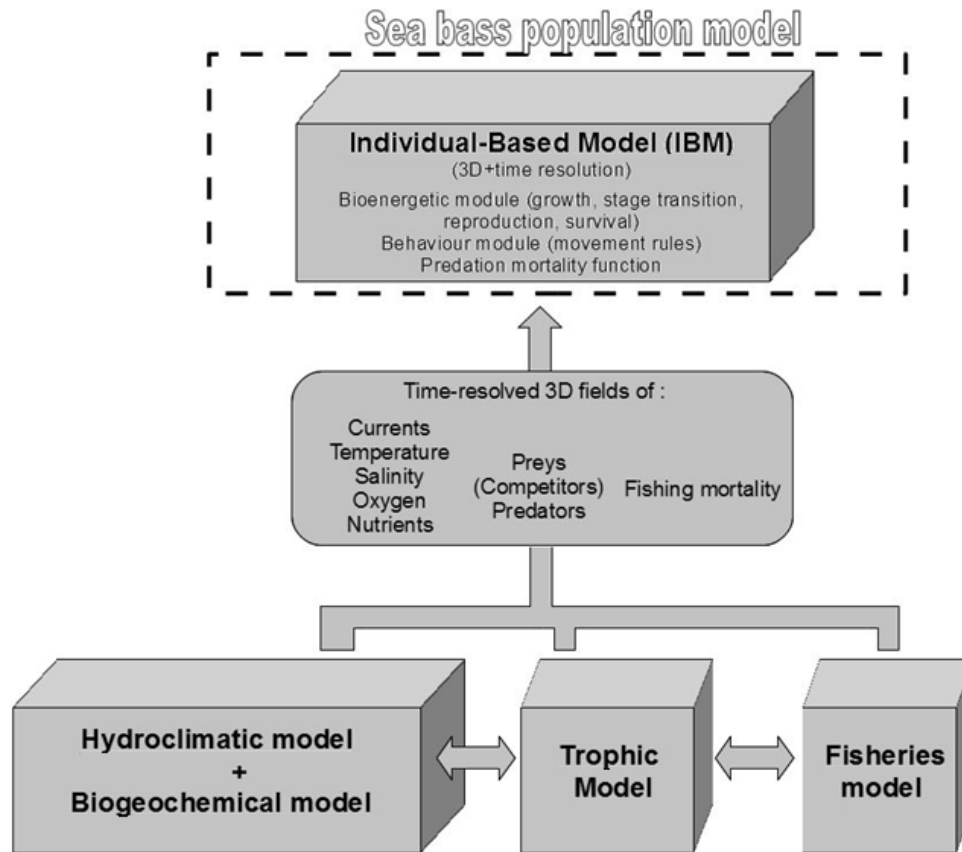 Sea bass population model
Individual-Based Model (IBM)
(3D+time resolution)
Bioenergetic module (growth, stage transition,
reproduction, survival)
Behaviour module (movement rules)
Predation mortality function
Time-resolved 3D fields of :
Currents
Temperature
Salinity
Oxygen
Nutrients
Preys
(Competitors)
Predators
Fishing mortality
Hydroclimatic model
+
Biogeochemical model
Trophic
Model
Fisheries
model